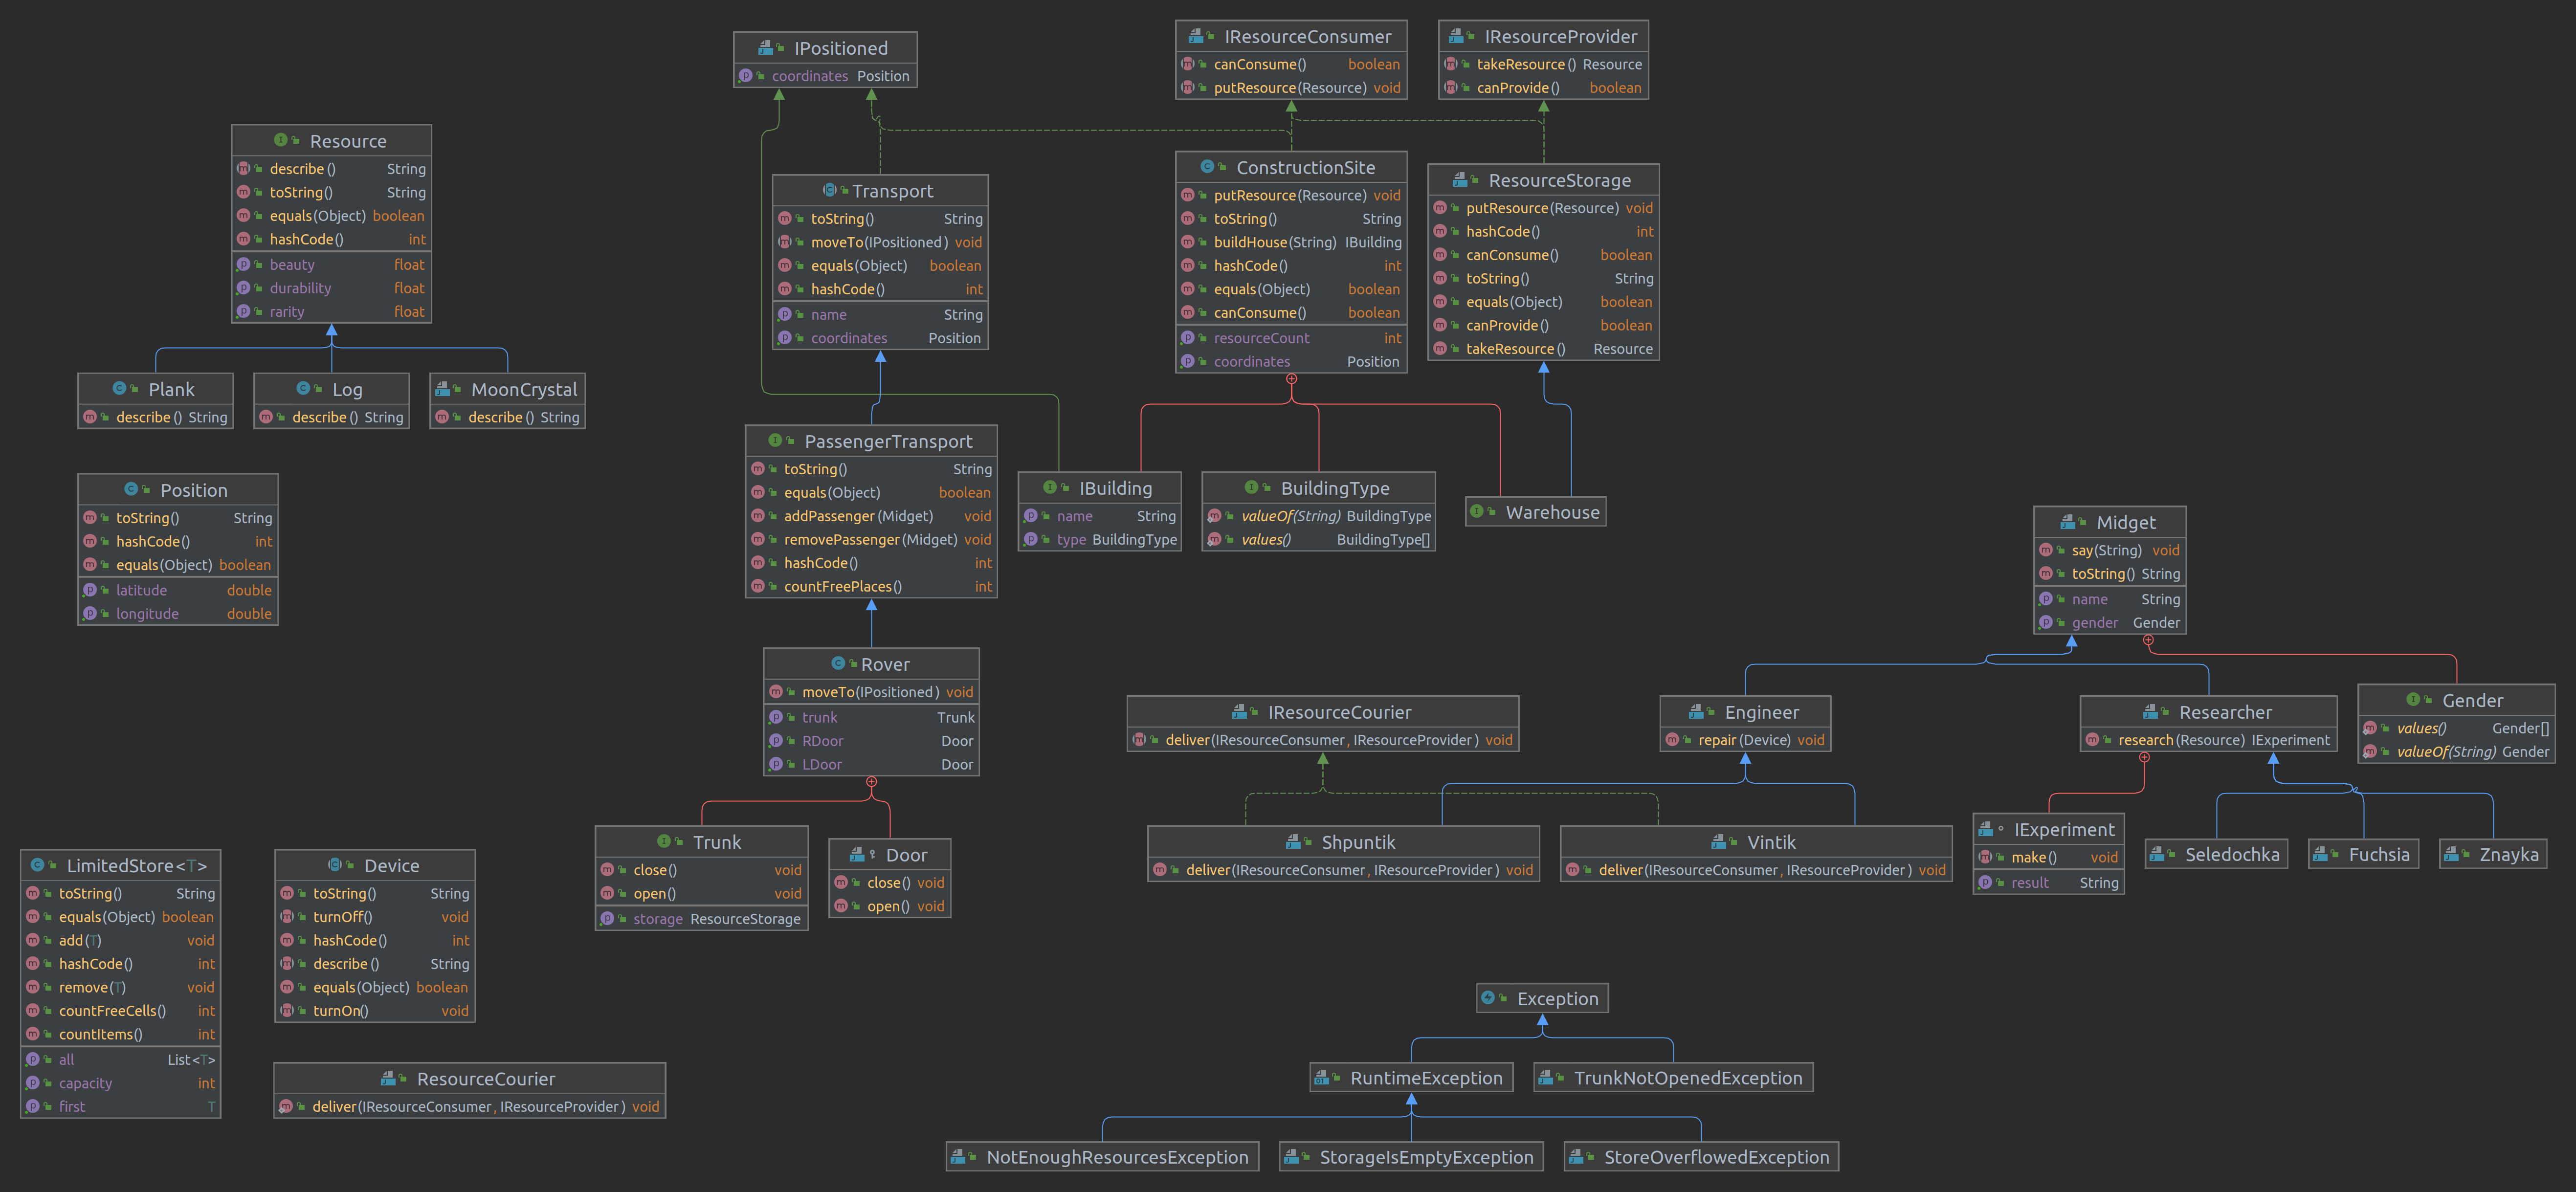 IPositioned
coordinates Position
IResourceConsumer
canConsume() boolean
putResource(Resource) void
IResourceProvider
takeResource() Resource
canProvide() boolean
Resource
describe() String
toString() String
equals(Object) boolean
hashCode() int
beauty float
durability float
rarity float
Transport
toString() String
moveTo(IPositioned) void
equals(Object) boolean
hashCode() int
name String
coordinates Position
ConstructionSite
putResource(Resource) void
toString() String
buildHouse(String) IBuilding
hashCode() int
equals(Object) boolean
canConsume() boolean
resourceCount int
coordinates Position
ResourceStorage
putResource(Resource) void
hashCode() int
canConsume() boolean
toString() String
equals(Object) boolean
canProvide() boolean
takeResource() Resource
Plank
describe() String
Log
describe() String
MoonCrystal
describe() String
Position
toString() String
hashCode() int
equals(Object) boolean
latitude double
longitude double
PassengerTransport
toString() String
equals(Object) boolean
addPassenger(Midget) void
removePassenger(Midget) void
hashCode() int
countFreePlaces() int
IBuilding
name String
type BuildingType
BuildingType
valueOf(String) BuildingType
values() BuildingType[]
Warehouse
Midget
say(String) void
toString() String
name String
gender Gender
Rover
moveTo(IPositioned) void
trunk Trunk
RDoor Door
LDoor Door
IResourceCourier
deliver(IResourceConsumer, IResourceProvider) void
Engineer
repair(Device) void
Researcher
research(Resource) IExperiment
Gender
values() Gender[]
valueOf(String) Gender
Trunk
close() void
open() void
storage ResourceStorage
Door
close() void
open() void
Shpuntik
deliver(IResourceConsumer, IResourceProvider) void
Vintik
deliver(IResourceConsumer, IResourceProvider) void
IExperiment
make() void
result String
Seledochka
Fuchsia
Znayka
LimitedStore<T>
toString() String
equals(Object) boolean
add(T) void
hashCode() int
remove(T) void
countFreeCells() int
countItems() int
all List<T>
capacity int
first T
Device
toString() String
turnOff() void
hashCode() int
describe() String
equals(Object) boolean
turnOn() void
ResourceCourier
deliver(IResourceConsumer, IResourceProvider) void
Exception
RuntimeException
TrunkNotOpenedException
NotEnoughResourcesException
StorageIsEmptyException
StoreOverflowedException